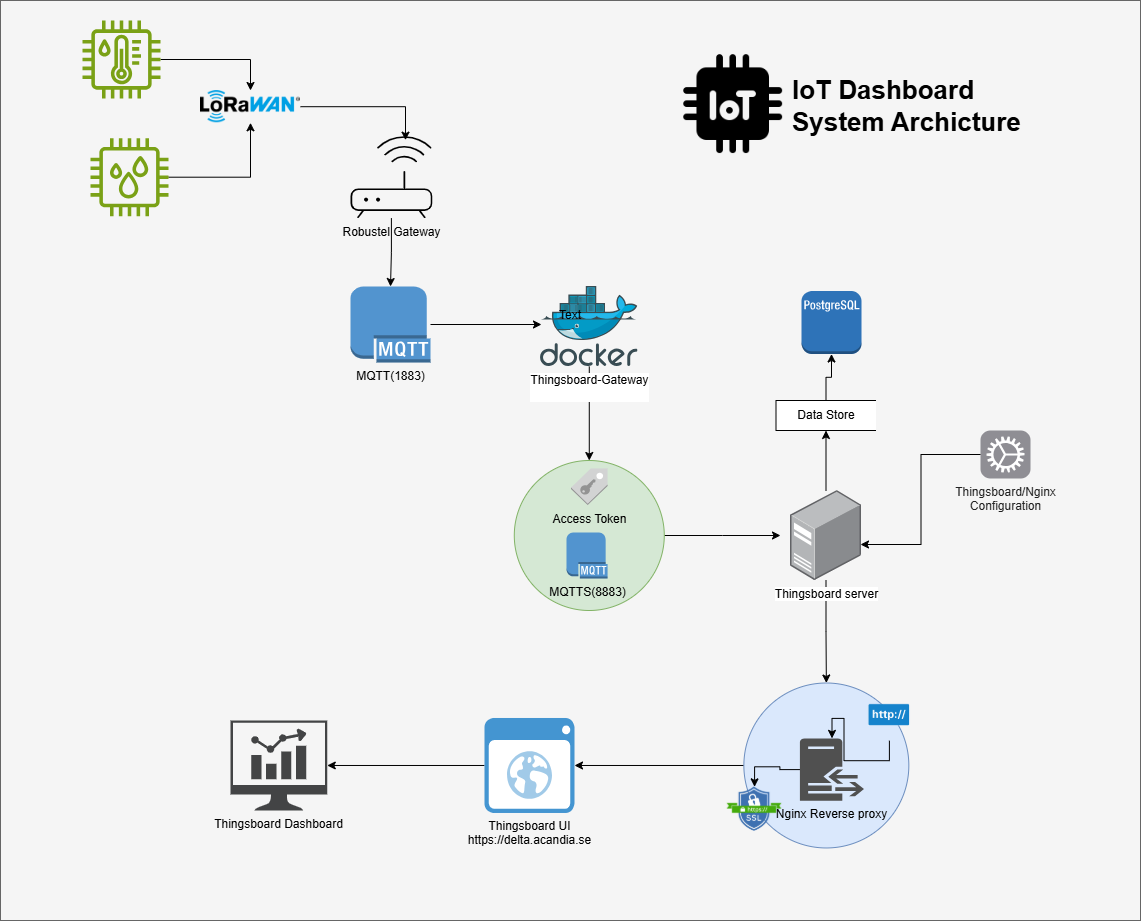 IoT
IoT Dashboard
System Archicture
LoRaWAN
Robustel Gateway
MQTT
MQTT(1883)
Text
docker
Thingsboard-Gateway
PostgreSQL
Data Store
Thingsboard/Nginx
Configuration
Access Token
MQTT
MQTTS(8883)
Thingsboard server
http://
https://
SSL
Nginx Reverse proxy
Thingsboard UI
https://delta.acandia.se
Thingsboard Dashboard